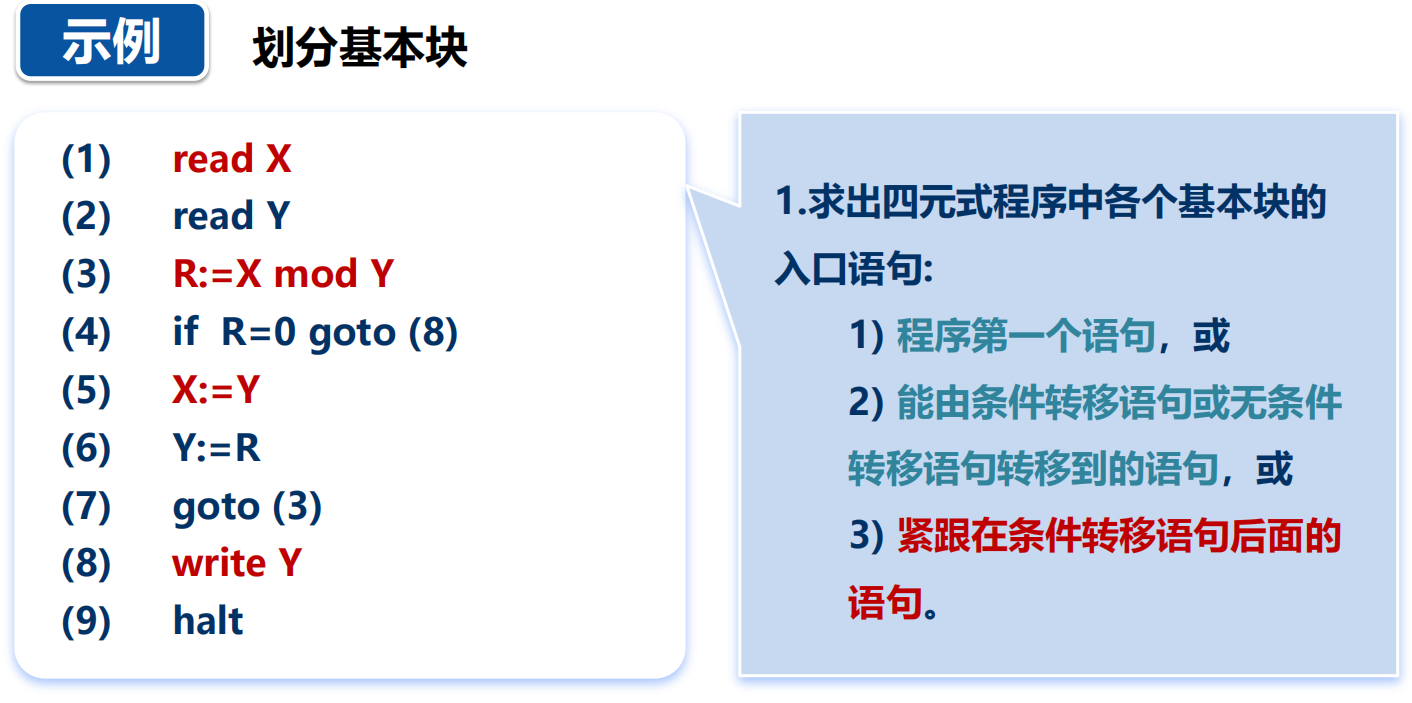 示例
划分基本块
(1) read X
(2) read Y
(3) R:=X mod Y
(4) if R=0 goto (8)
(5) X:=Y
(6) Y:=R
(7) goto (3)
(8) write Y
(9) halt
1.求出四元式程序中各个基本块的
入口语句:
1) 程序第一个语句，或
2) 能由条件转移语句或无条件
转移语句转移到的语句，或
3) 紧跟在条件转移语句后面的
语句。